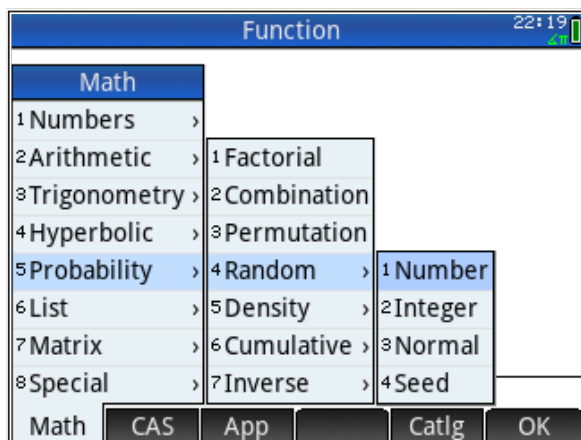 Function 22:19
∡π
Math
1 Numbers ›
2 Arithmetic ›
3 Trigonometry ›
4 Hyperbolic ›
5 Probability ›
6 List ›
7 Matrix ›
8 Special ›
1 Factorial
2 Combination
3 Permutation
4 Random ›
5 Density ›
6 Cumulative ›
7 Inverse ›
1 Number
2 Integer
3 Normal
4 Seed
Math CAS App Catlg OK